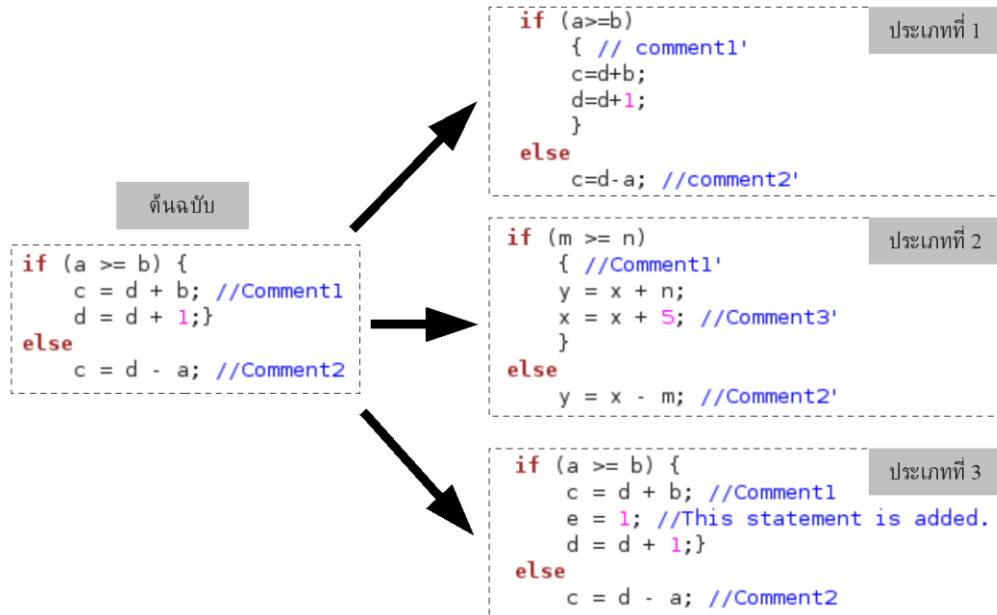 ต้นฉบับ
if (a >= b) {
    c = d + b; //Comment1
    d = d + 1;}
else
    c = d - a; //Comment2
ประเภทที่ 1
if (a>=b)
    { // comment1'
    c=d+b;
    d=d+1;
    }
else
    c=d-a; //comment2'
ประเภทที่ 2
if (m >= n)
    { //Comment1'
    y = x + n;
    x = x + 5; //Comment3'
    }
else
    y = x - m; //Comment2'
ประเภทที่ 3
if (a >= b) {
    c = d + b; //Comment1
    e = 1; //This statement is added.
    d = d + 1;}
else
    c = d - a; //Comment2